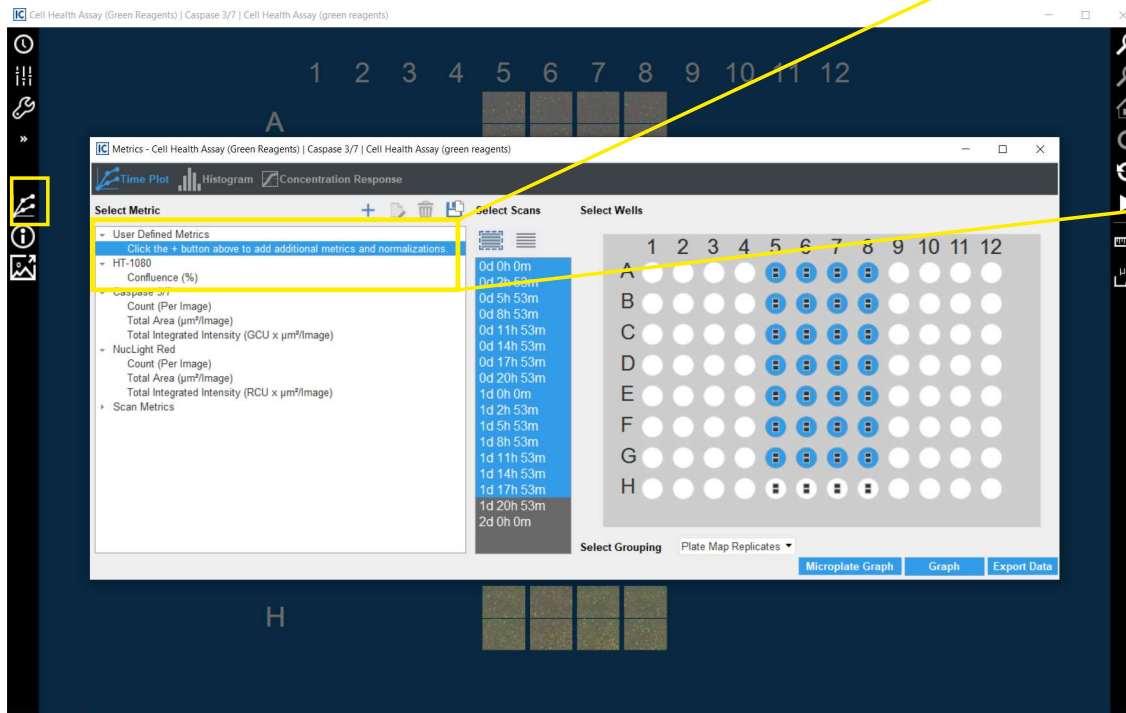 IC Cell Health Assay (Green Reagents) | Caspase 3/7 | Cell Health Assay (green reagents)
1 2 3 4 5 6 7 8 9 10 11 12
A
IC Metrics - Cell Health Assay (Green Reagents) | Caspase 3/7 | Cell Health Assay (green reagents)
Time Plot Histogram Concentration Response
Select Metric
User Defined Metrics
Click the + button above to add additional metrics and normalizations.
HT-1080
Confluence (%)
Caspase 3/7
Count (Per Image)
Total Area (µm²/Image)
Total Integrated Intensity (GCU x µm²/Image)
NucLight Red
Count (Per Image)
Total Area (µm²/Image)
Total Integrated Intensity (RCU x µm²/Image)
Scan Metrics
Select Scans
0d 0h 0m
0d 2h 53m
0d 5h 53m
0d 8h 53m
0d 11h 53m
0d 14h 53m
0d 17h 53m
0d 20h 53m
1d 0h 0m
1d 2h 53m
1d 5h 53m
1d 8h 53m
1d 11h 53m
1d 14h 53m
1d 17h 53m
1d 20h 53m
2d 0h 0m
Select Wells
1 2 3 4 5 6 7 8 9 10 11 12
A
B
C
D
E
F
G
H
Select Grouping Plate Map Replicates
Microplate Graph Graph Export Data
H